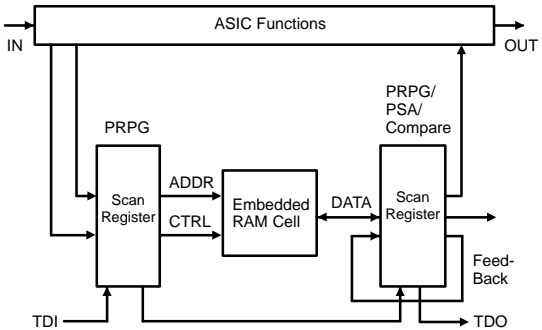 ASIC Functions
IN
OUT
PRPG/
PSA/
Compare
PRPG
ADDR
CTRL
Scan
Register
Embedded
RAM Cell
DATA
Scan
Register
Feed-
Back
TDI
TDO